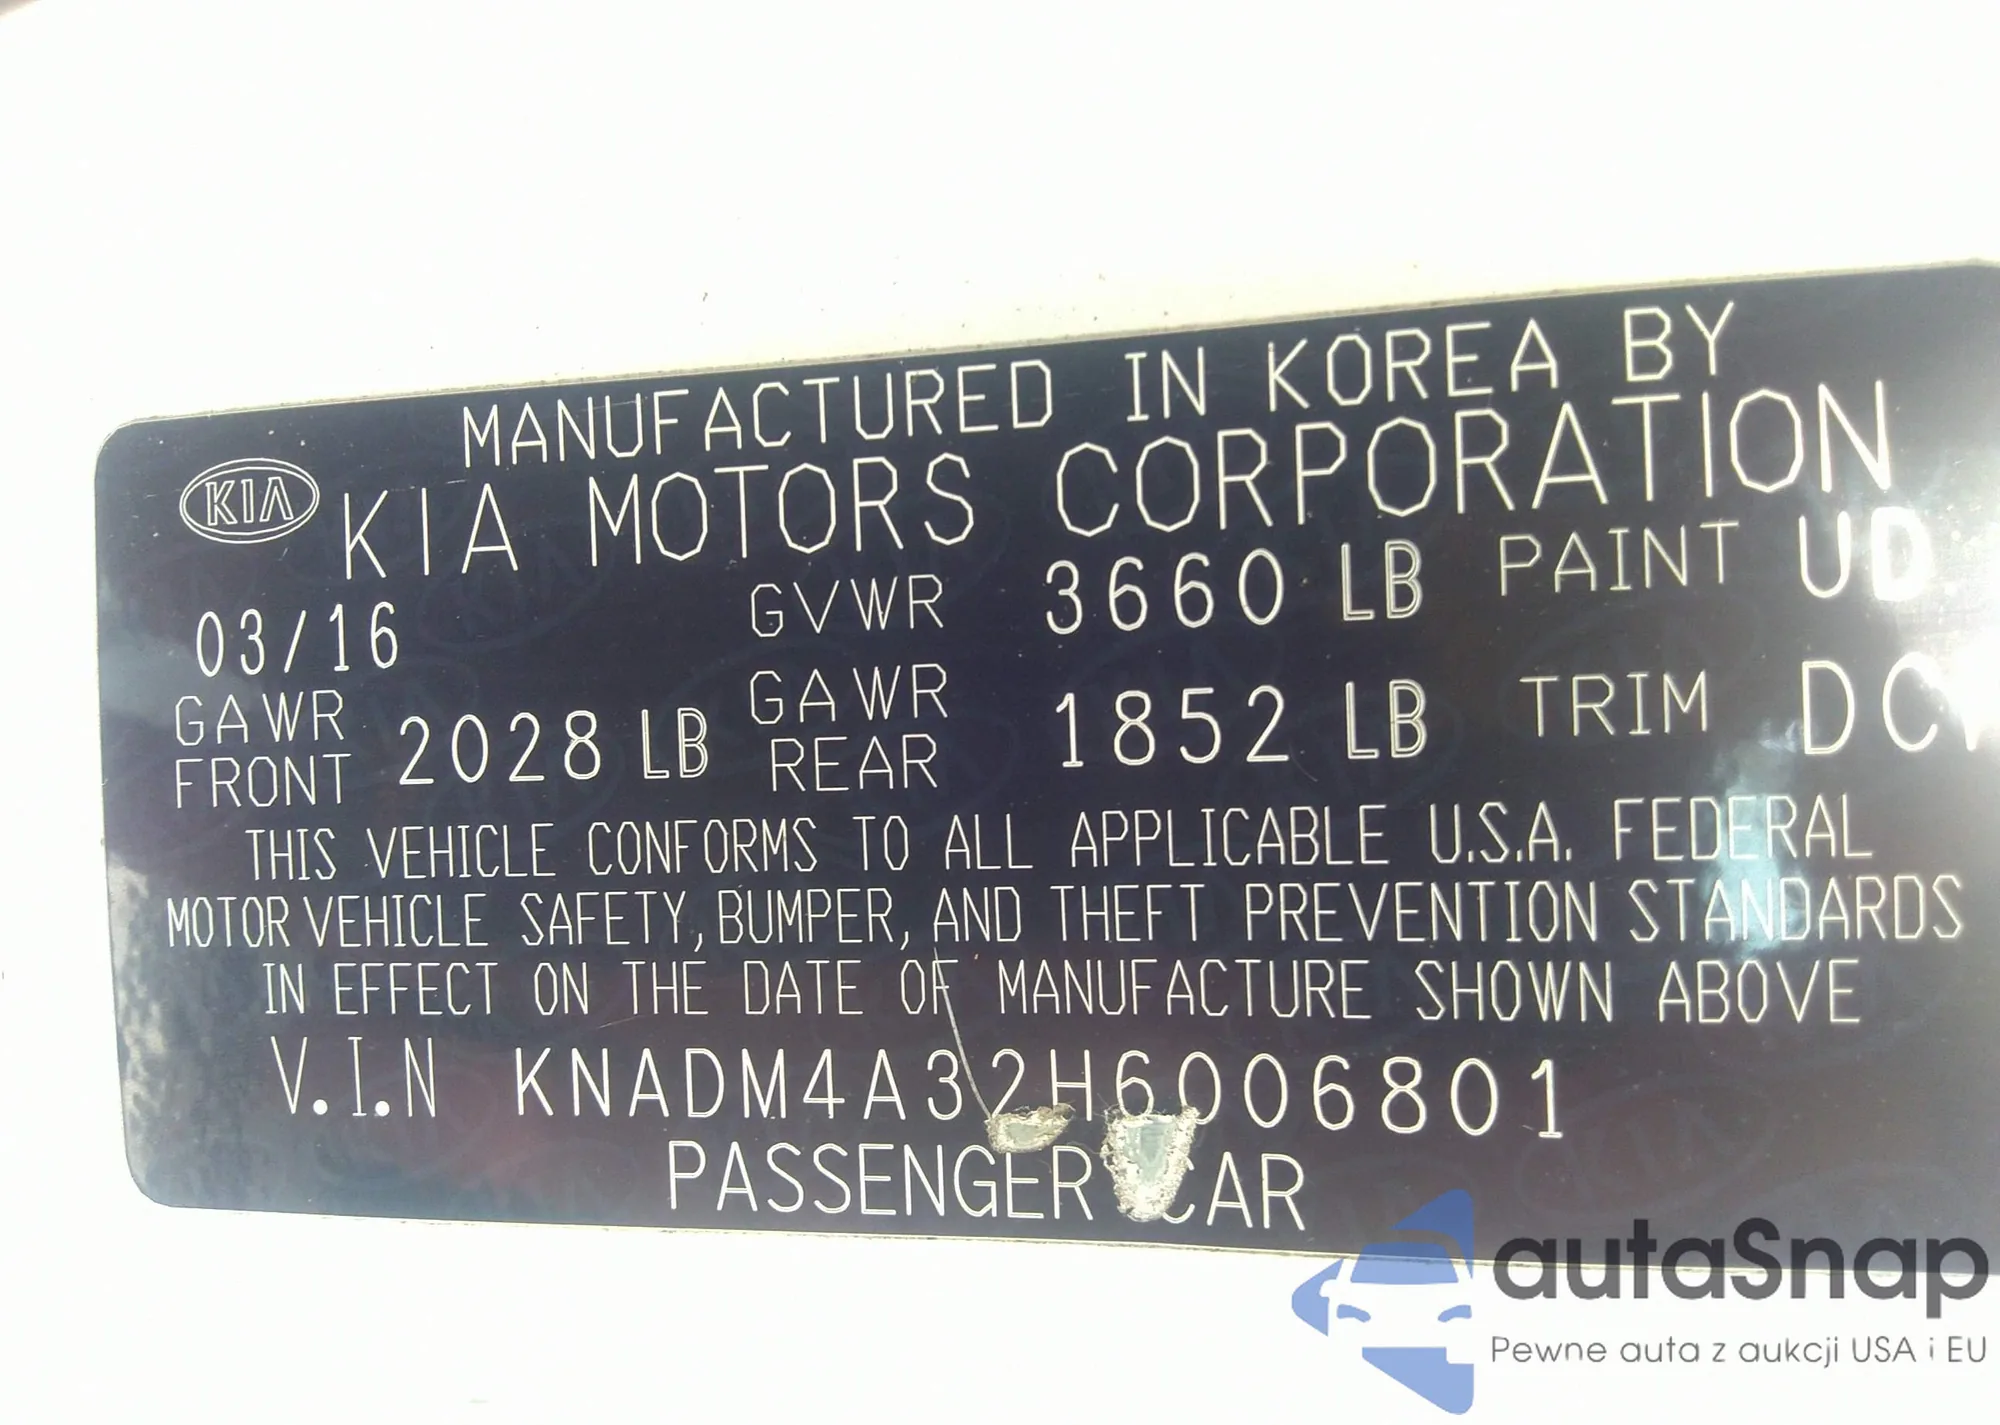 MANUFACTURED IN KOREA BY
KIA KIA MOTORS CORPORATION
03/16 GVWR 3660 LB PAINT UD
GAWR FRONT 2028 LB GAWR REAR 1852 LB TRIM
THIS VEHICLE CONFORMS TO ALL APPLICABLE U.S.A. FEDERAL
MOTOR VEHICLE SAFETY, BUMPER, AND THEFT PREVENTION STANDARDS
IN EFFECT ON THE DATE OF MANUFACTURE SHOWN ABOVE
V.I.N KNADM4A32H6006801
PASSENGER CAR
autaSnap
Pewne auta z aukcji USA i EU